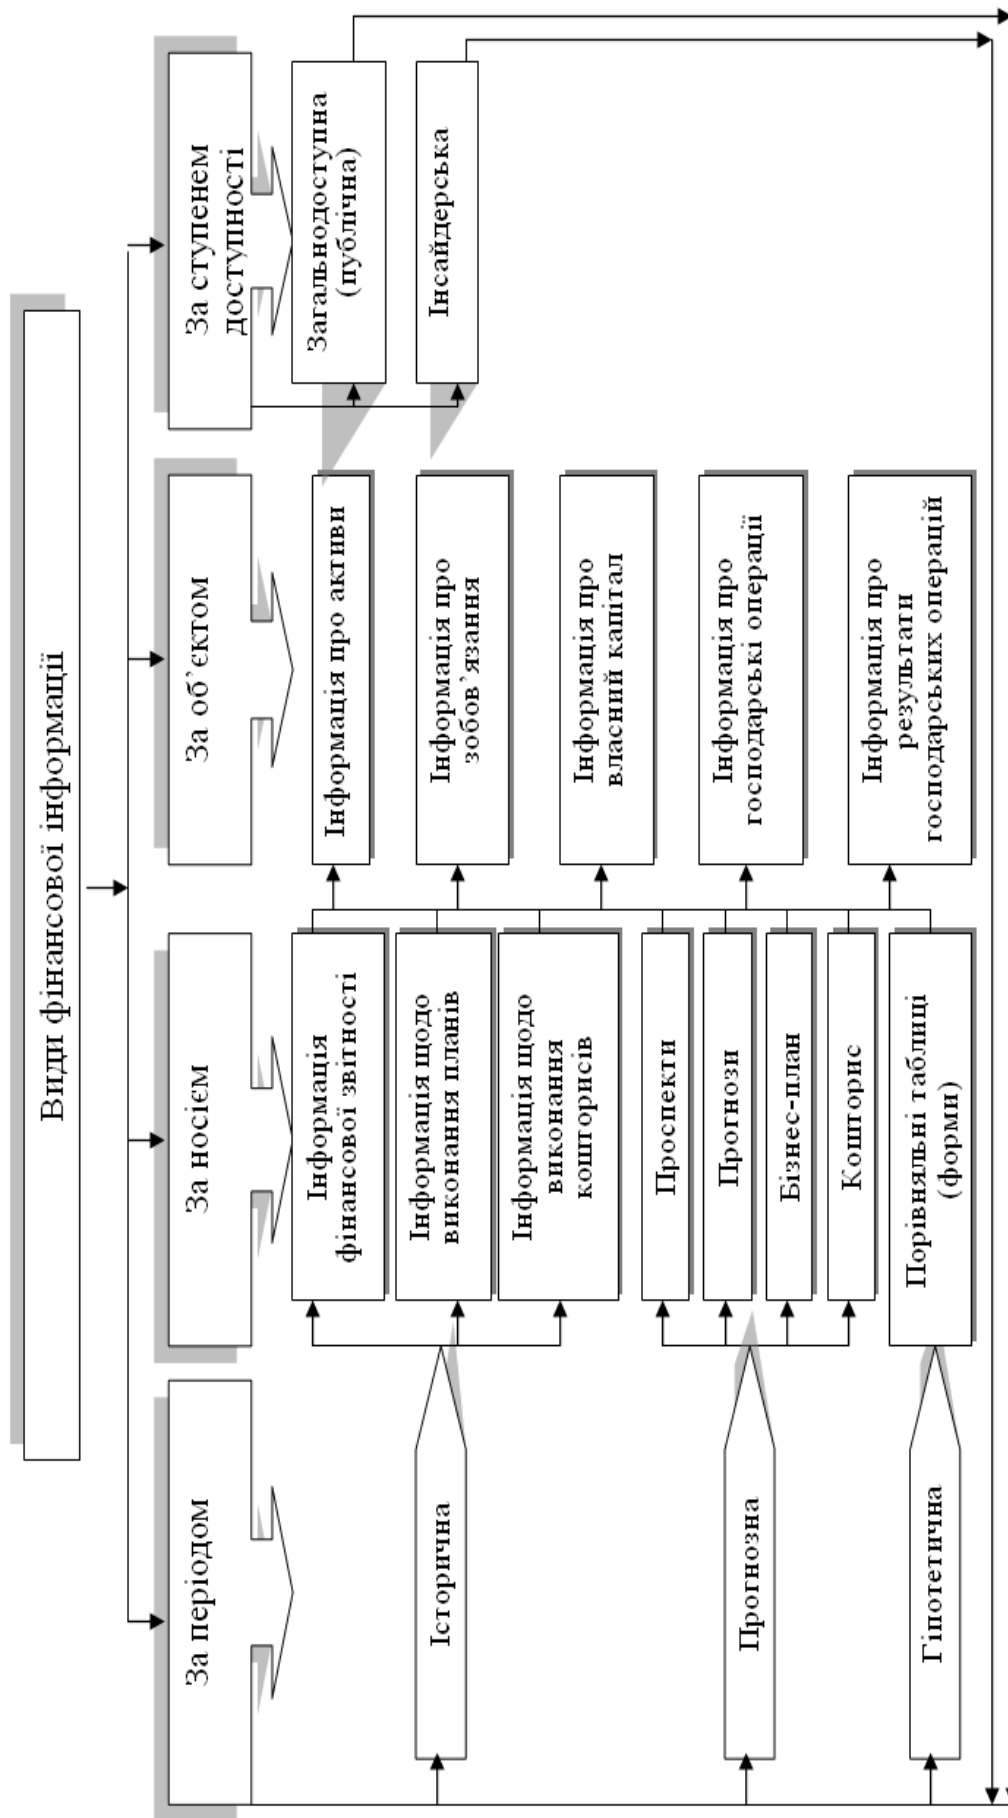 Види фінансової інформації
За періодом
Історична
Прогнозна
Гіпотетична
За носієм
Інформація
фінансової звітності
Інформація щодо
виконання планів
Інформація щодо
виконання
кошторисів
Проспекти
Прогнози
Бізнес-план
Кошторис
Порівняльні таблиці
(форми)
За об’єктом
Інформація про активи
Інформація про
зобов’язання
Інформація про
власний капітал
Інформація про
господарські операції
Інформація про
результати
господарських операцій
За ступенем
доступності
Загальнодоступна
(публічна)
Інсайдерська